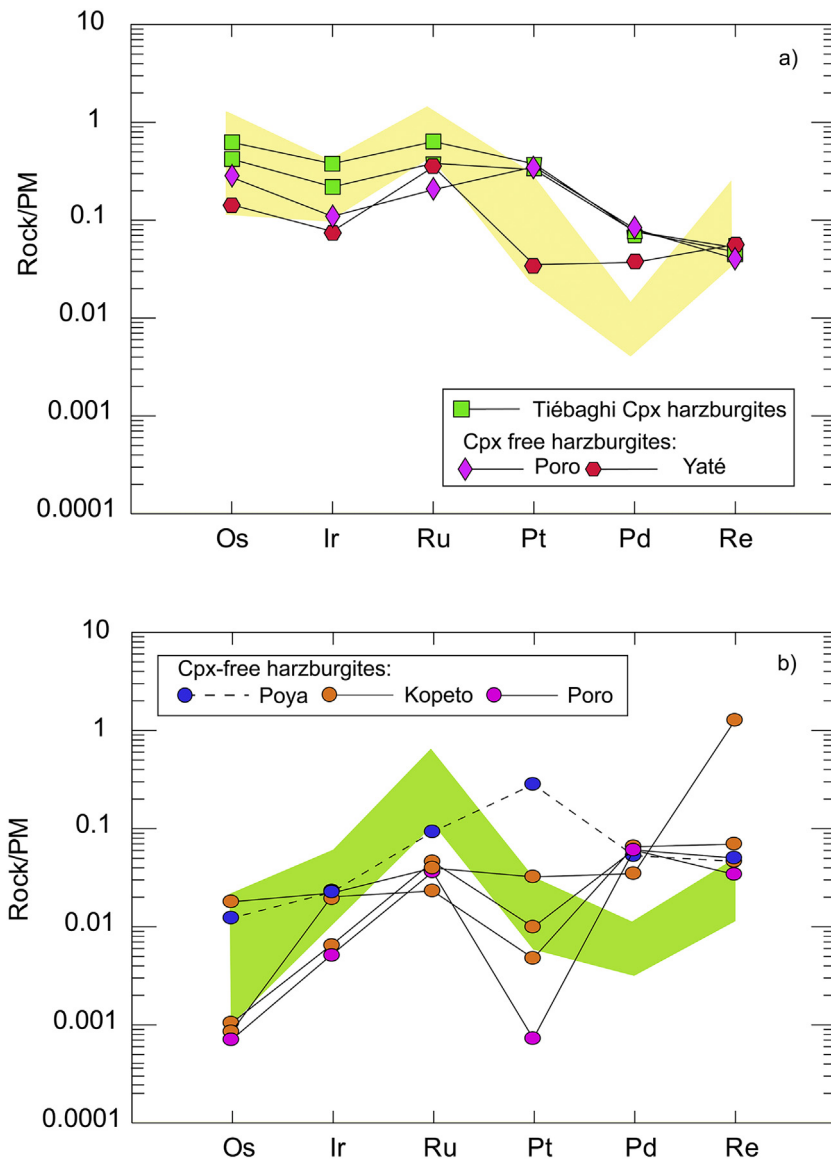 10
a)
1
0.1
Rock/PM
0.01
0.001
0.0001
Tiébaghi Cpx harzburgites
Cpx free harzburgites:
Poro Yaté
Os Ir Ru Pt Pd Re
10
b)
Cpx-free harzburgites:
Poya Kopeto Poro
1
0.1
Rock/PM
0.01
0.001
0.0001
Os Ir Ru Pt Pd Re